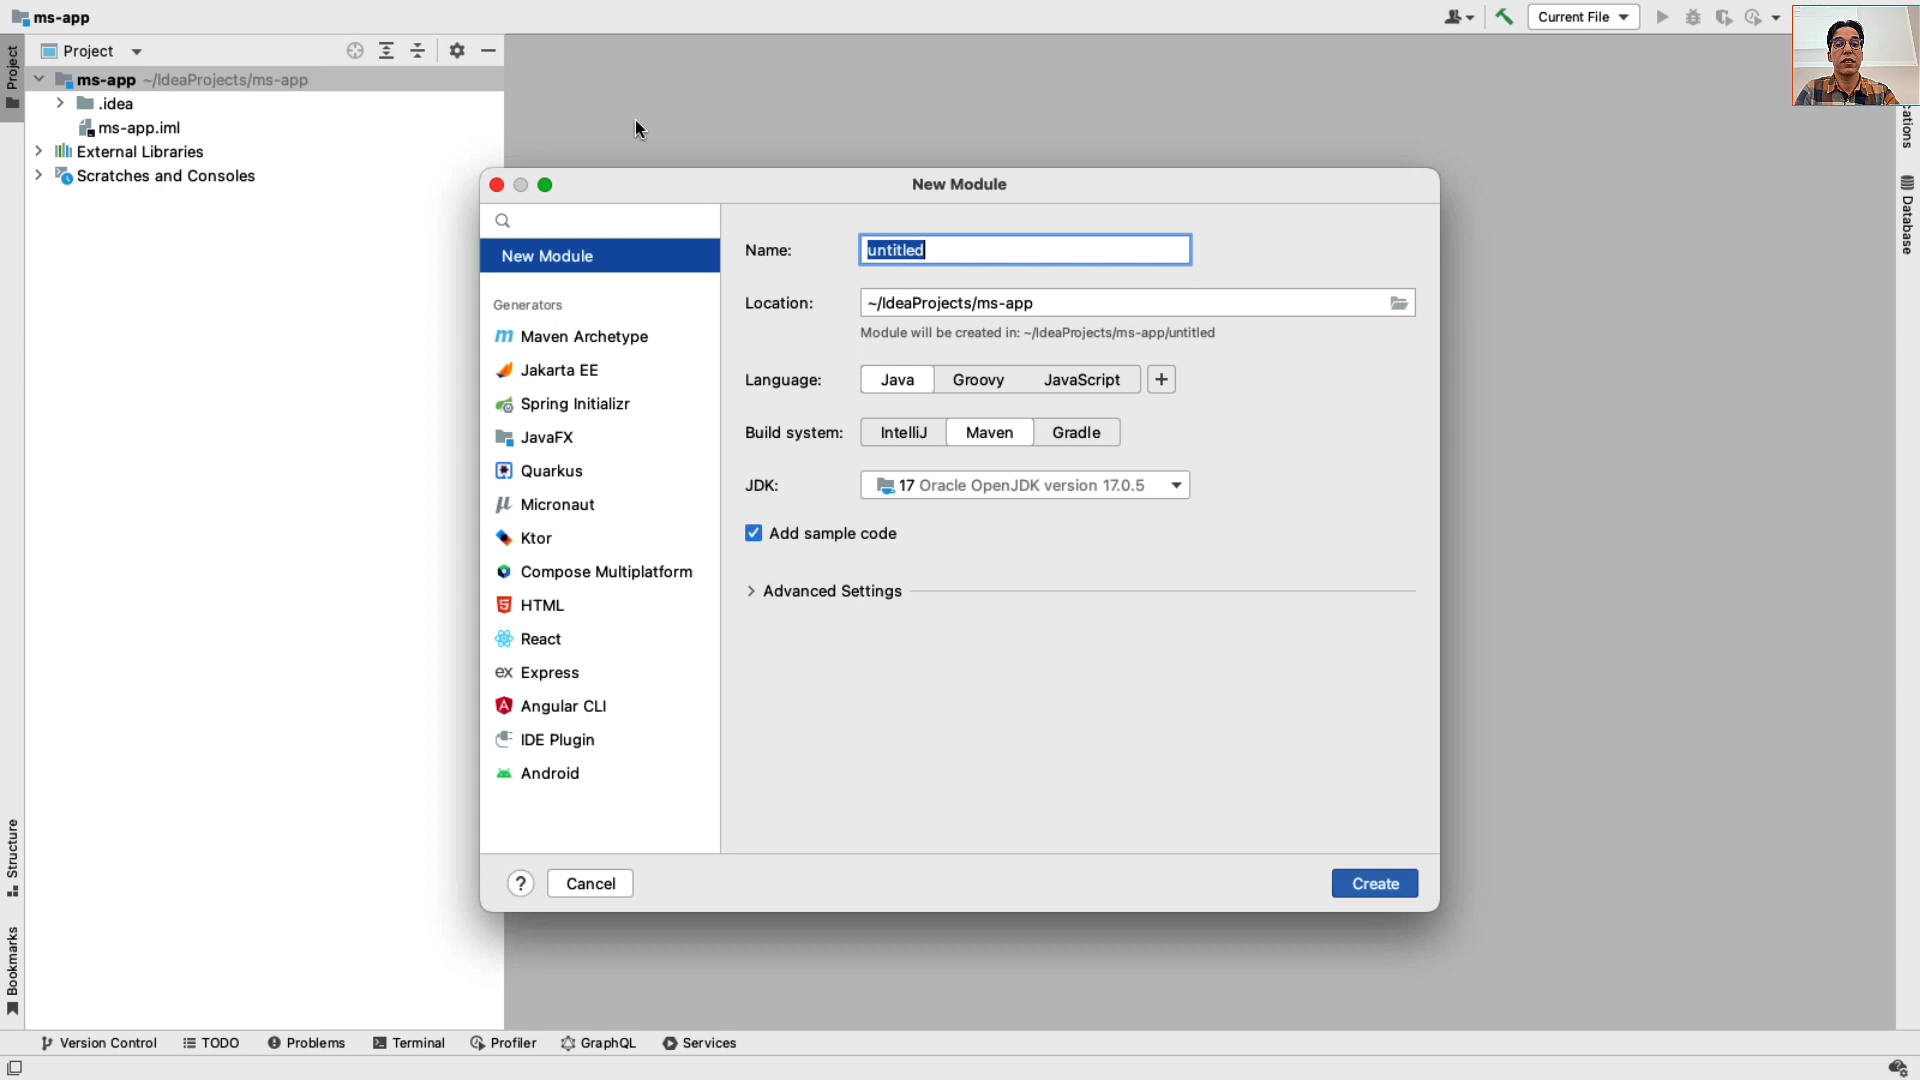 ms-app
Current File
Project
Project
ms-app ~/IdeaProjects/ms-app
.idea
ms-app.iml
External Libraries
Scratches and Consoles
Database
New Module
New Module
Generators
Maven Archetype
Jakarta EE
Spring Initializr
JavaFX
Quarkus
Micronaut
Ktor
Compose Multiplatform
HTML
React
Express
Angular CLI
IDE Plugin
Android
Name: untitled
Location: ~/IdeaProjects/ms-app
Module will be created in: ~/IdeaProjects/ms-app/untitled
Language: Java Groovy JavaScript +
Build system: IntelliJ Maven Gradle
JDK: 17 Oracle OpenJDK version 17.0.5
Add sample code
Advanced Settings
? Cancel Create
Structure
Bookmarks
Version Control TODO Problems Terminal Profiler GraphQL Services